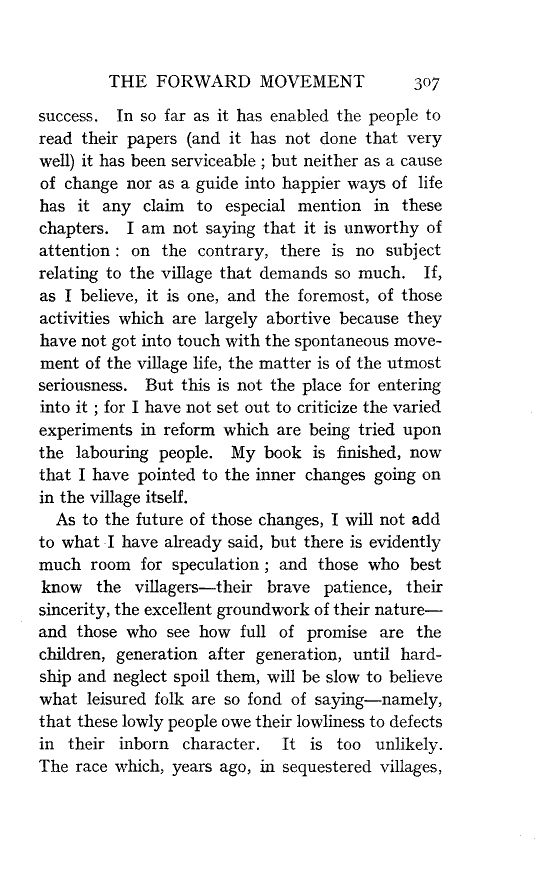 THE FORWARD MOVEMENT 307
success. In so far as it has enabled the people to
read their papers (and it has not done that very
well) it has been serviceable ; but neither as a cause
of change nor as a guide into happier ways of life
has it any claim to especial mention in these
chapters. I am not saying that it is unworthy of
attention : on the contrary, there is no subject
relating to the village that demands so much. If,
as I believe, it is one, and the foremost, of those
activities which are largely abortive because they
have not got into touch with the spontaneous move-
ment of the village life, the matter is of the utmost
seriousness. But this is not the place for entering
into it ; for I have not set out to criticize the varied
experiments in reform which are being tried upon
the labouring people. My book is finished, now
that I have pointed to the inner changes going on
in the village itself.
As to the future of those changes, I will not add
to what I have already said, but there is evidently
much room for speculation ; and those who best
know the villagers—their brave patience, their
sincerity, the excellent groundwork of their nature—
and those who see how full of promise are the
children, generation after generation, until hard-
ship and neglect spoil them, will be slow to believe
what leisured folk are so fond of saying—namely,
that these lowly people owe their lowliness to defects
in their inborn character. It is too unlikely.
The race which, years ago, in sequestered villages,